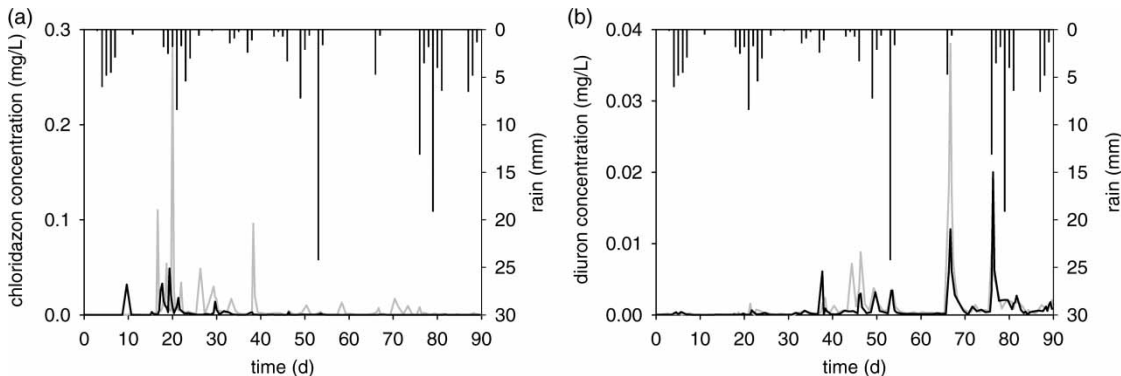 (a)
0.3
0.2
0.1
0.0
chloridazon concentration (mg/L)
0
5
10
15
20
25
30
rain (mm)
0 10 20 30 40 50 60 70 80 90
time (d)
(b)
0.04
0.03
0.02
0.01
0.00
diuron concentration (mg/L)
0
5
10
15
20
25
30
rain (mm)
0 10 20 30 40 50 60 70 80 90
time (d)